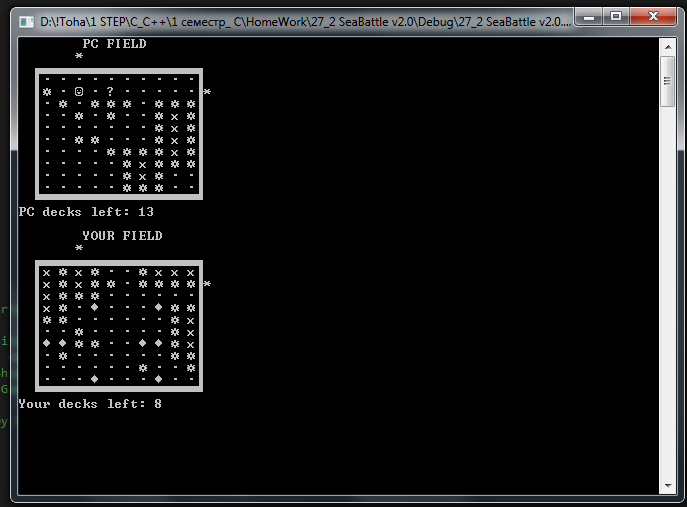 D:\!Toha\1 STEP\C_C++\1 семестр_ C\HomeWork\27_2 SeaBattle v2.0\Debug\27_2 SeaBattle v2.0....
PC FIELD
*
?
*
x
x
x
x
x
x
PC decks left: 13
YOUR FIELD
*
x x x x x
x x *
x
x
x
x
Your decks left: 8